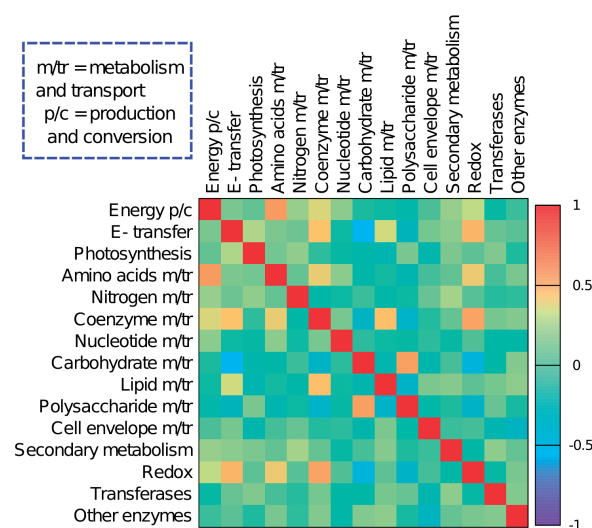 m/tr = metabolism
and transport
p/c = production
and conversion
Energy p/c
E- transfer
Photosynthesis
Amino acids m/tr
Nitrogen m/tr
Coenzyme m/tr
Nucleotide m/tr
Carbohydrate m/tr
Lipid m/tr
Polysaccharide m/tr
Cell envelope m/tr
Secondary metabolism
Redox
Transferases
Other enzymes
Energy p/c
E- transfer
Photosynthesis
Amino acids m/tr
Nitrogen m/tr
Coenzyme m/tr
Nucleotide m/tr
Carbohydrate m/tr
Lipid m/tr
Polysaccharide m/tr
Cell envelope m/tr
Secondary metabolism
Redox
Transferases
Other enzymes
1
0.5
0
-0.5
-1